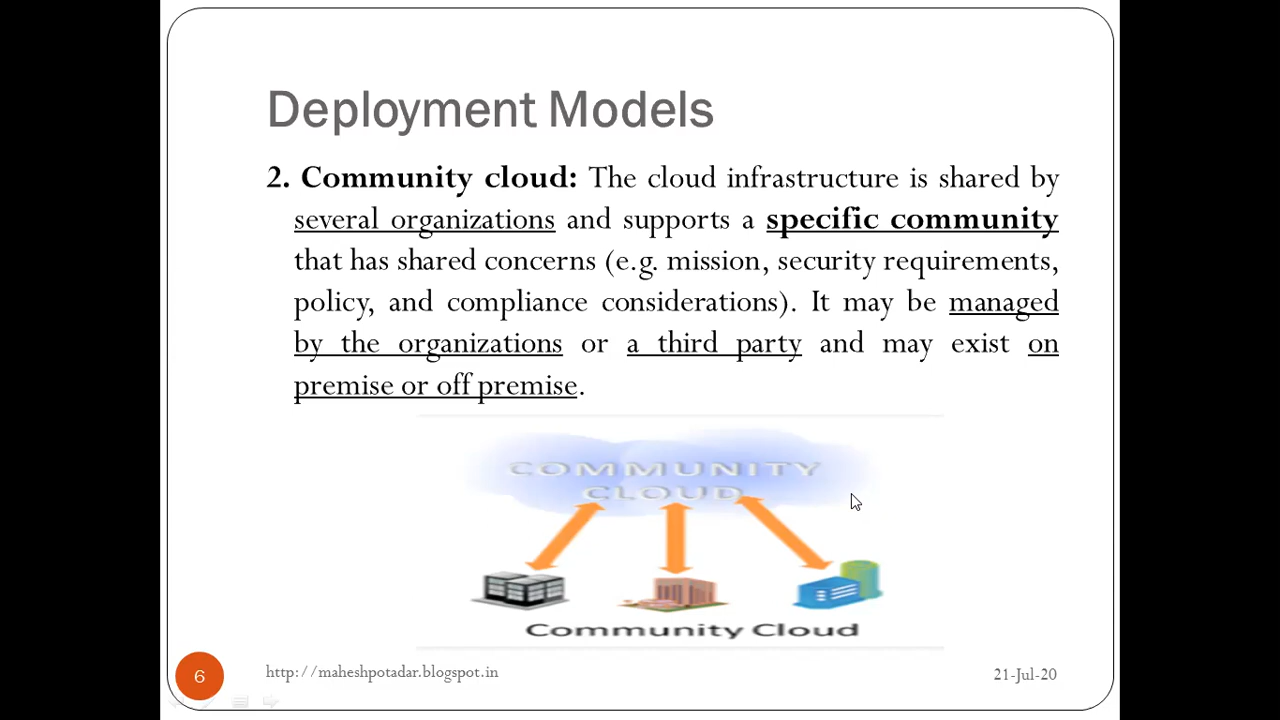 Deployment Models
2. Community cloud: The cloud infrastructure is shared by
several organizations and supports a specific community
that has shared concerns (e.g. mission, security requirements,
policy, and compliance considerations). It may be managed
by the organizations or a third party and may exist on
premise or off premise.
COMMUNITY
CLOUD
Community Cloud
6
http://maheshpotadar.blogspot.in
21-Jul-20